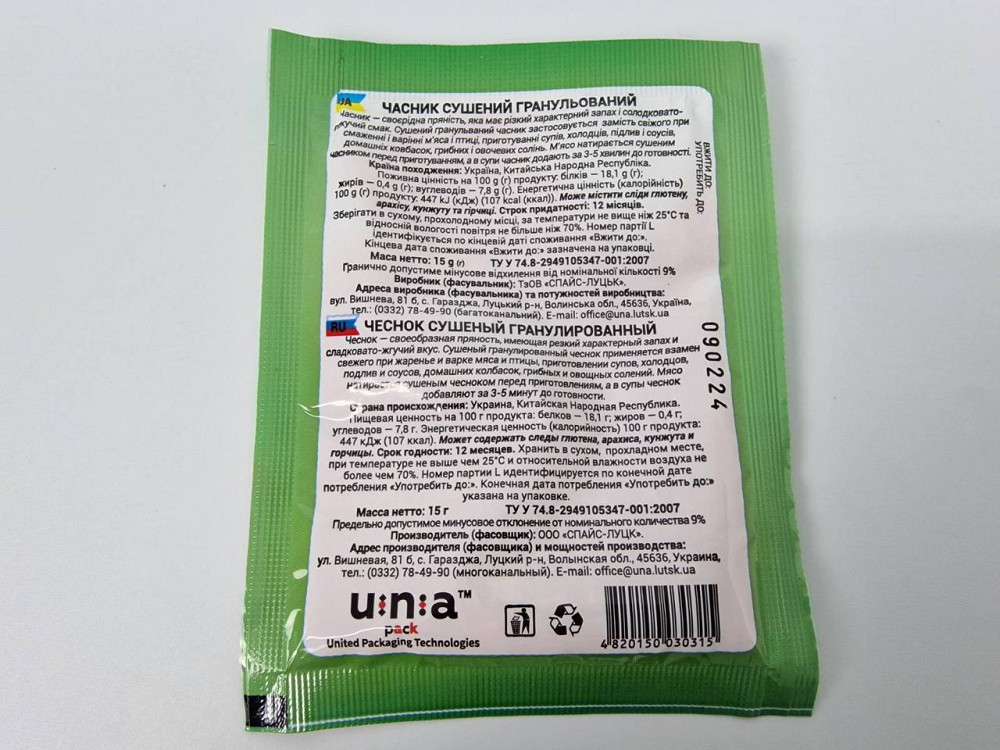 UA
ЧАСНИК СУШЕНИЙ ГРАНУЛЬОВАНИЙ
Часник — своєрідна пряність, яка має різкий характерний запах і солодковато-
пекучий смак. Сушений гранульваний часник застосовується замість свіжого при
смаженні і варінні м'яса і птиці, приготуванні супів, холодців, підлив і соусів,
домашніх ковбасок, грибних і овочевих солінь. М'ясо натирається сушеним
часником перед приготуванням, а в супи часник додають за 3-5 хвилин до готовності.
Країна походження: Україна, Китайська Народна Республіка.
Поживна цінність на 100 g (г) продукту: білків — 18,1 g (г);
жирів — 0,4 g (г); вуглеводів — 7,8 g (г). Енергетична цінність (калорійність)
100 g (г) продукту: 447 kJ (кДж) (107 kcal (ккал)). Може містити сліди глютену,
арахісу, кунжуту та гірчиці. Строк придатності: 12 місяців.
Зберігати в сухому, прохолодному місці, за температури не вище ніж 25°С та
відносній вологості повітря не більше ніж 70%. Номер партії L
ідентифікується по кінцевій даті споживання «Вжити до:».
Кінцева дата споживання «Вжити до:» зазначена на упаковці.
Маса нетто: 15 g (г) ТУ У 74.8-2949105347-001:2007
Гранично допустиме мінусове відхилення від номінальної кількості 9%
Виробник (фасувальник): ТзОВ «СПАЙС-ЛУЦЬК».
Адреса виробника (фасувальника) та потужностей виробництва:
вул. Вишнева, 81 б, с. Гаразджа, Луцький р-н, Волинська обл., 45636, Україна,
тел.: (0332) 78-49-90 (багатоканальний). E-mail: office@una.lutsk.ua
ВЖИТИ ДО:
УПОТРЕБИТЬ ДО:
090224
RU
ЧЕСНОК СУШЕНЫЙ ГРАНУЛИРОВАННЫЙ
Чеснок — своеобразная пряность, имеющая резкий характерный запах и
сладковато-жгучий вкус. Сушеный гранулированный чеснок применяется взамен
свежего при жаренье и варке мяса и птицы, приготовлении супов, холодцов,
подлив и соусов, домашних колбасок, грибных и овощных солений. Мясо
натирается сушеным чесноком перед приготовлениям, а в супы чеснок
добавляют за 3-5 минут до готовности.
Страна происхождения: Украина, Китайская Народная Республика.
Пищевая ценность на 100 г продукта: белков — 18,1 г; жиров — 0,4 г;
углеводов — 7,8 г. Энергетическая ценность (калорийность) 100 г продукта:
447 кДж (107 ккал). Может содержать следы глютена, арахиса, кунжута и
горчицы. Срок годности: 12 месяцев. Хранить в сухом, прохладном месте,
при температуре не выше чем 25°С и относительной влажности воздуха не
более чем 70%. Номер партии L идентифицируется по конечной дате
потребления «Употребить до:». Конечная дата потребления «Употребить до:»
указана на упаковке.
Масса нетто: 15 г ТУ У 74.8-2949105347-001:2007
Предельно допустимое минусовое отклонение от номинального количества 9%
Производитель (фасовщик): ООО «СПАЙС-ЛУЦК».
Адрес производителя (фасовщика) и мощностей производства:
ул. Вишневая, 81 б, с. Гаразджа, Луцкий р-н, Волынская обл., 45636, Украина,
тел.: (0332) 78-49-90 (многоканальный). E-mail: office@una.lutsk.ua
u:n:a™
pack
United Packaging Technologies
4 820150 030315